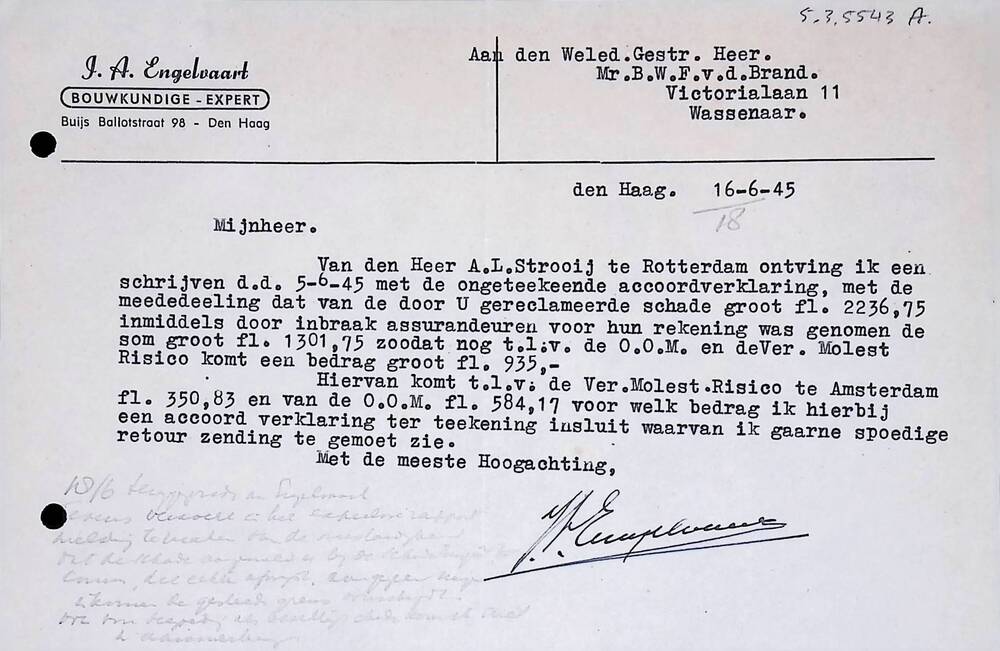 5.3.5543 A.
J. A. Engelvaart
BOUWKUNDIGE - EXPERT
Buijs Ballotstraat 98 - Den Haag
Aan den Weled.Gestr. Heer.
Mr.B.W.F.v.d.Brand.
Victorialaan 11
Wassenaar.
den Haag. 16-6-45
18
Mijnheer.
Van den Heer A.L.Strooij te Rotterdam ontving ik een
schrijven d.d. 5-6-45 met de ongeteekende accoordverklaring, met de
meededeeling dat van de door U gereclameerde schade groot fl. 2236,75
inmiddels door inbraak assurandeuren voor hun rekening was genomen de
som groot fl. 1301,75 zoodat nog t.l.v. de O.O.M. en deVer. Molest
Risico komt een bedrag groot fl. 935,-
Hiervan komt t.l.v. de Ver.Molest.Risico te Amsterdam
fl. 350,83 en van de O.O.M. fl. 584,17 voor welk bedrag ik hierbij
een accoord verklaring ter teekening insluit waarvan ik gaarne spoedige
retour zending te gemoet zie.
Met de meeste Hoogachting,
18/6